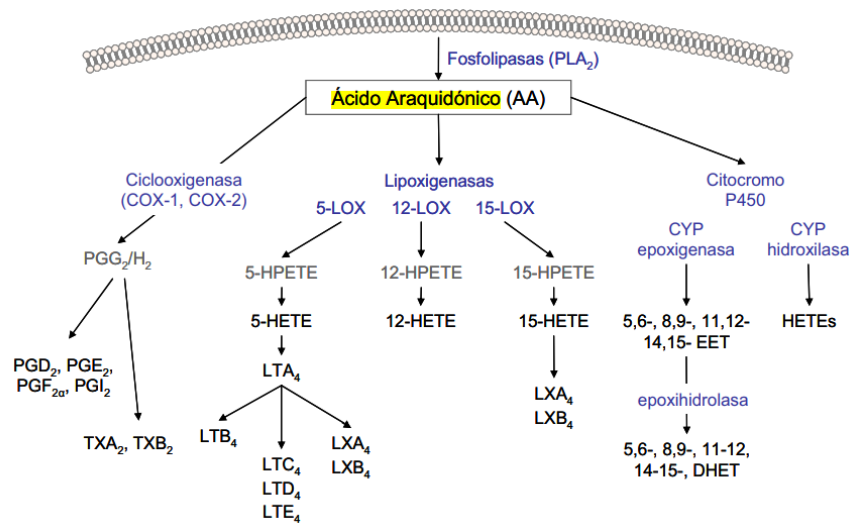 Fosfolipasas (PLA₂)
Ácido Araquidónico (AA)
Ciclooxigenasa
(COX-1, COX-2)
Lipoxigenasas
Citocromo
P450
5-LOX 12-LOX 15-LOX
CYP
epoxigenasa
CYP
hidroxilasa
PGG₂/H₂
5-HPETE 12-HPETE 15-HPETE
5-HETE 12-HETE 15-HETE
5,6-, 8,9-, 11,12-
14,15- EET
HETEs
PGD₂, PGE₂,
PGF₂α, PGI₂
LTA₄
LXA₄
LXB₄
epoxihidrolasa
TXA₂, TXB₂
LTB₄
LTC₄
LTD₄
LTE₄
LXA₄
LXB₄
5,6-, 8,9-, 11-12,
14-15-, DHET